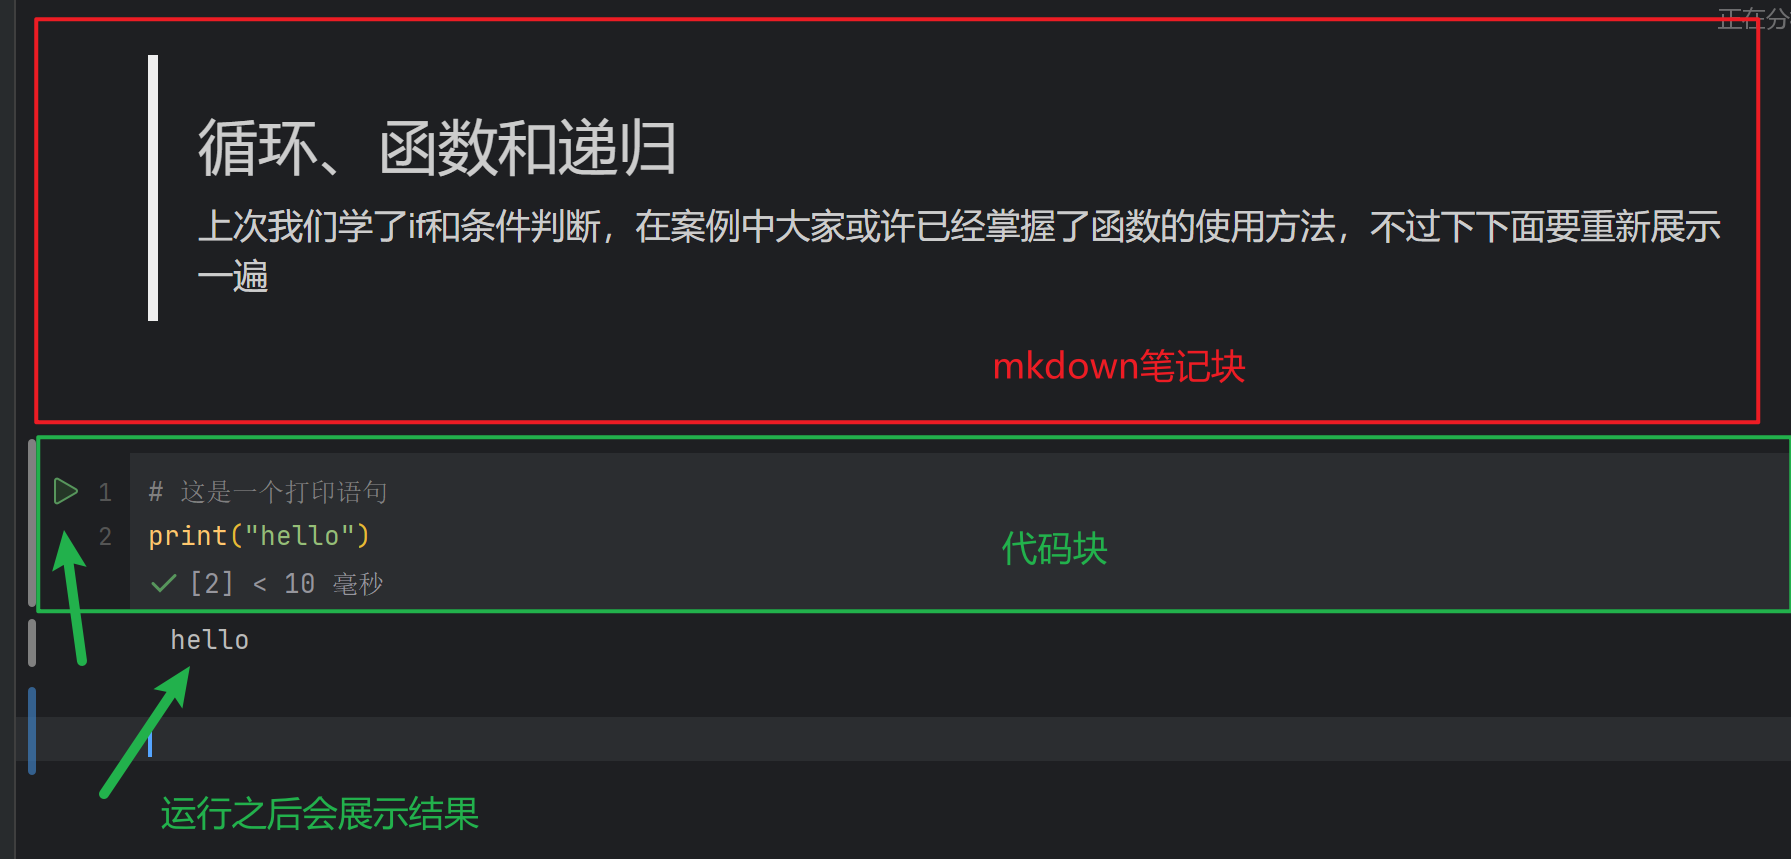 正在分
循环、函数和递归
上次我们学了if和条件判断，在案例中大家或许已经掌握了函数的使用方法，不过下下面要重新展示
一遍
mkdown笔记块
1 # 这是一个打印语句
2 print("hello")
代码块
[2] < 10 毫秒
hello
运行之后会展示结果